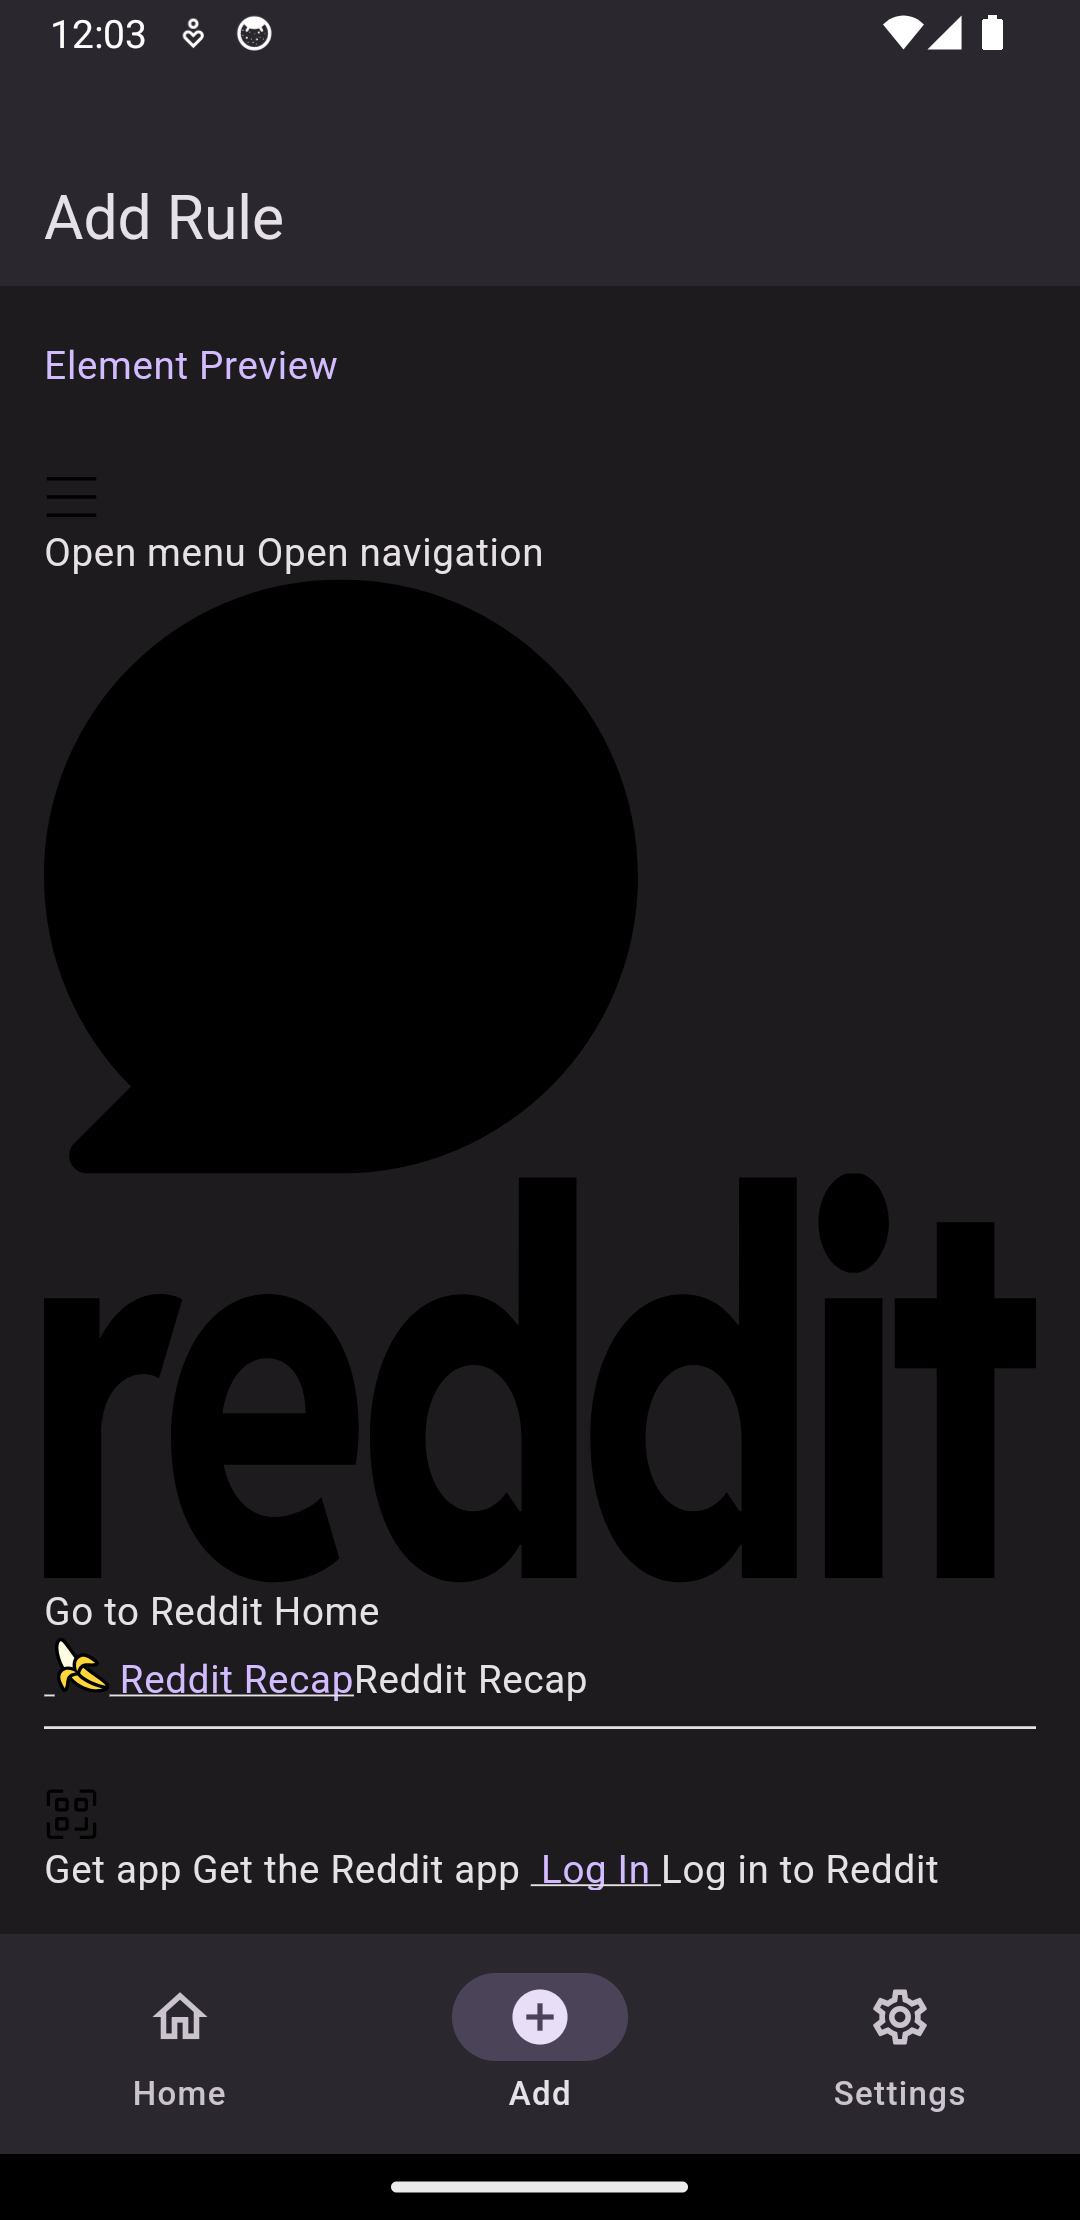 12:03
Add Rule
Element Preview
Open menu Open navigation
reddit
Go to Reddit Home
Reddit RecapReddit Recap
Get app Get the Reddit app Log In Log in to Reddit
Home
Add
Settings